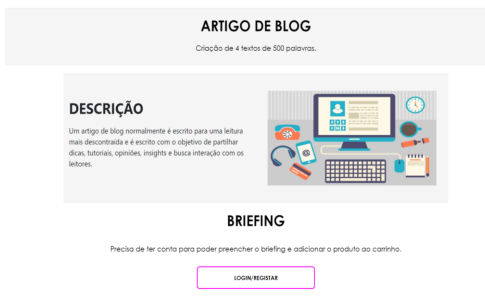 ARTIGO DE BLOG
Criação de 4 textos de 500 palavras.
DESCRIÇÃO
Um artigo de blog normalmente é escrito para uma leitura
mais descontraída e é escrito com o objetivo de partilhar
dicas, tutoriais, opiniões, insights e busca interação com os
leitores.
BRIEFING
Precisa de ter conta para poder preencher o briefing e adicionar o produto ao carrinho.
LOGIN/REGISTAR